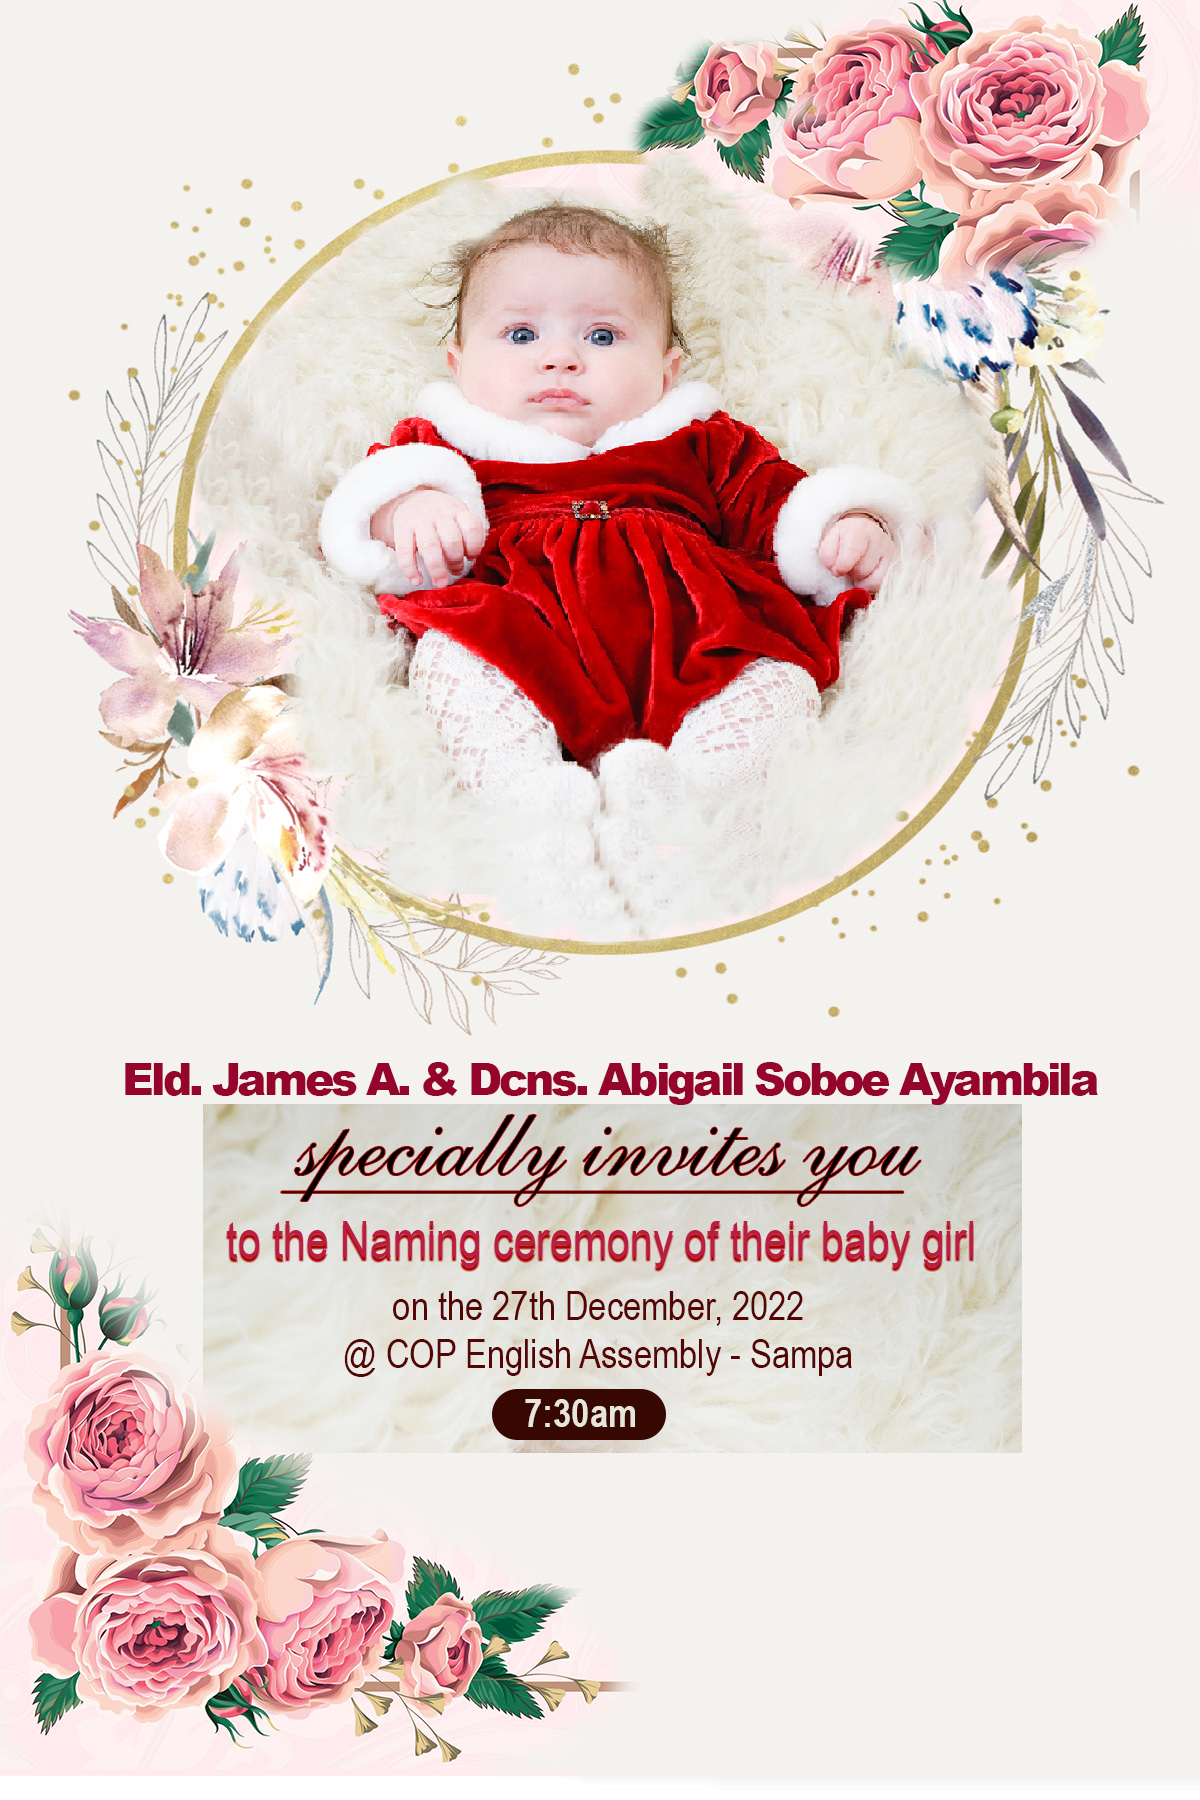 Eld. James A. & Dcns. Abigail Soboe Ayambila
specially invites you
to the Naming ceremony of their baby girl
on the 27th December, 2022
@ COP English Assembly - Sampa
7:30am